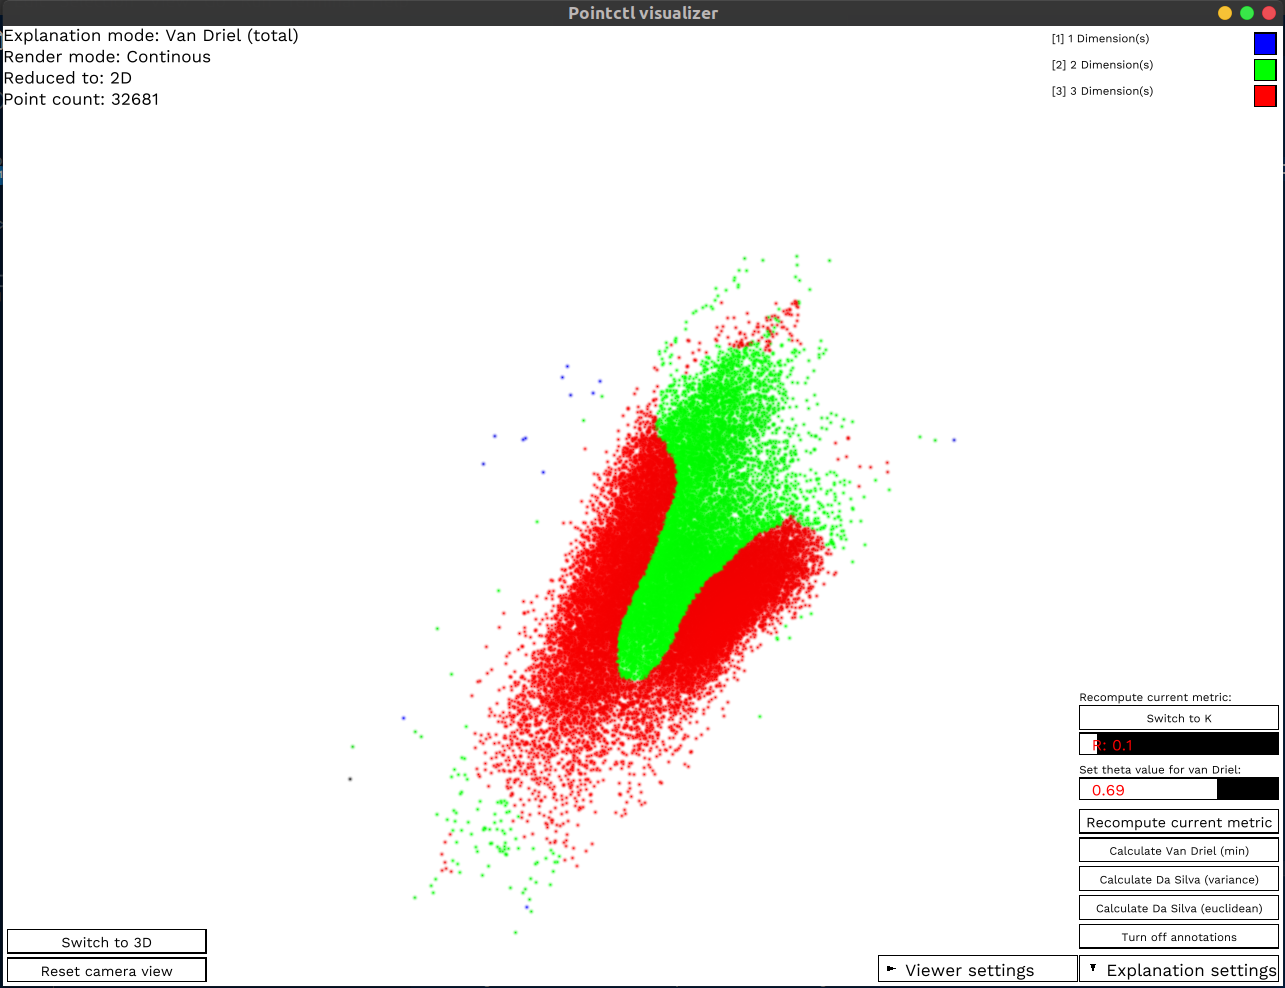 Pointctl visualizer
Explanation mode: Van Driel (total)
Render mode: Continous
Reduced to: 2D
Point count: 32681
[1] 1 Dimension(s)
[2] 2 Dimension(s)
[3] 3 Dimension(s)
Recompute current metric:
Switch to K
R: 0.1
Set theta value for van Driel:
0.69
Recompute current metric
Calculate Van Driel (min)
Calculate Da Silva (variance)
Calculate Da Silva (euclidean)
Turn off annotations
Switch to 3D
Reset camera view
Viewer settings
Explanation settings